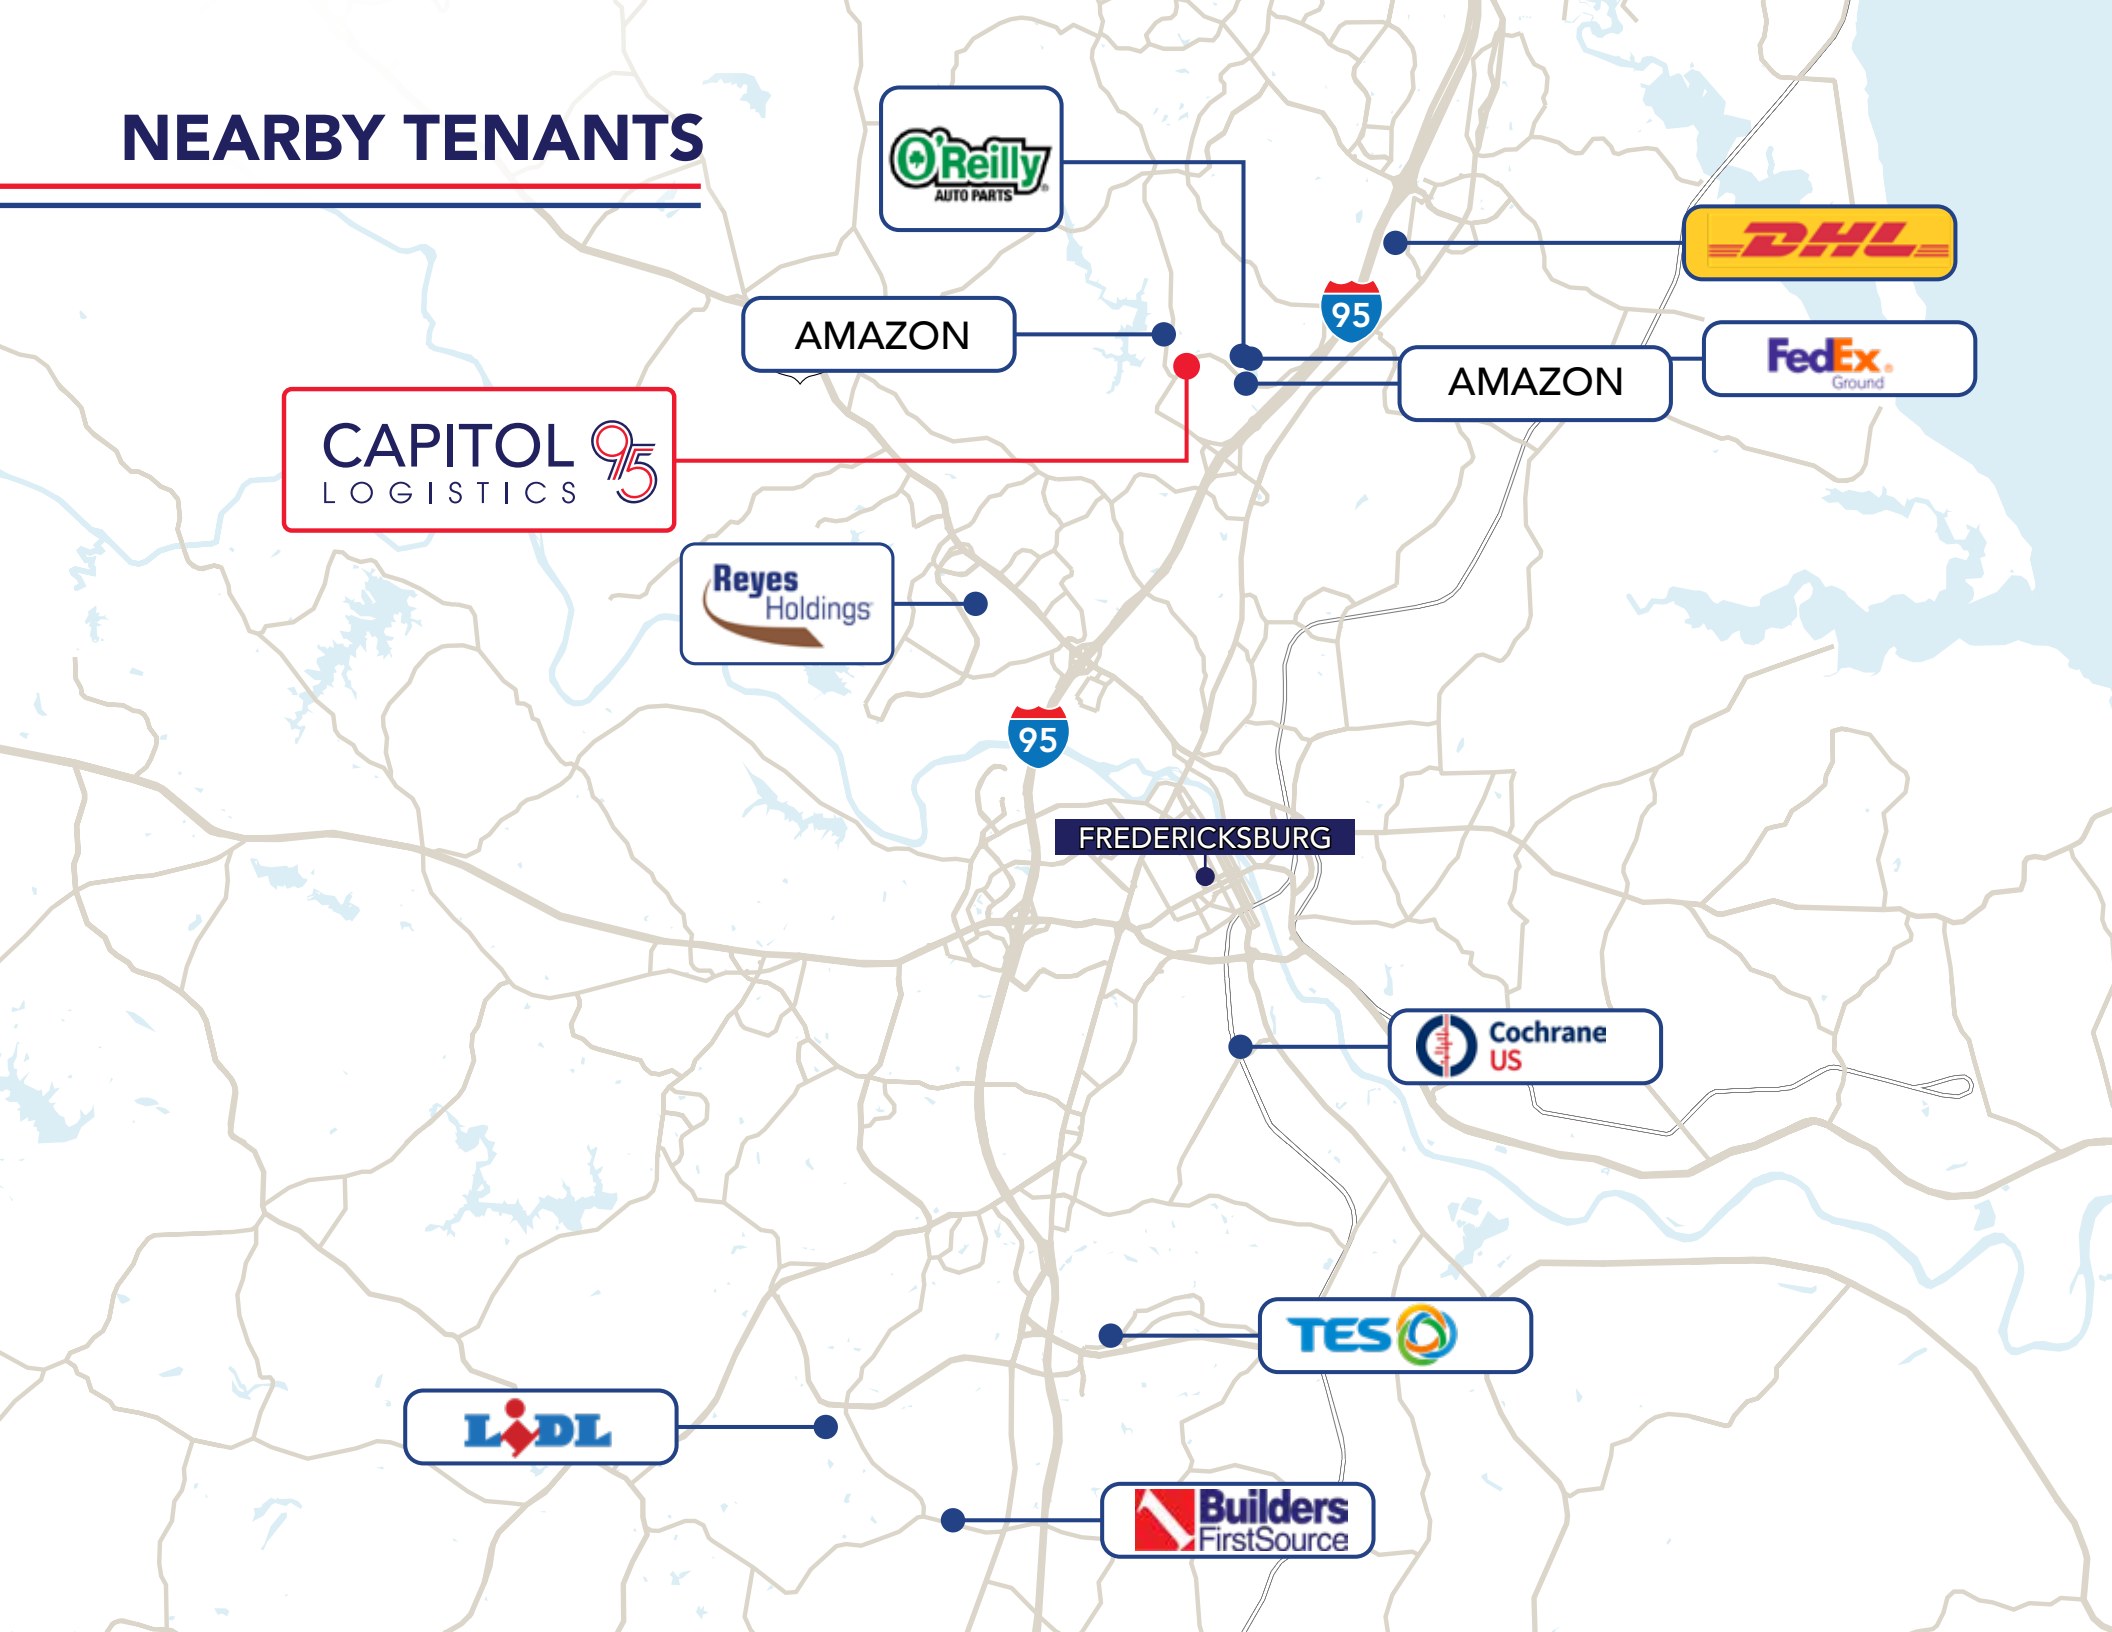 NEARBY TENANTS
O'Reilly
AUTO PARTS
DHL
95
AMAZON
FedEx
Ground
AMAZON
CAPITOL 95
LOGISTICS
Reyes
Holdings
95
FREDERICKSBURG
Cochrane
US
TES
LiDL
Builders
FirstSource